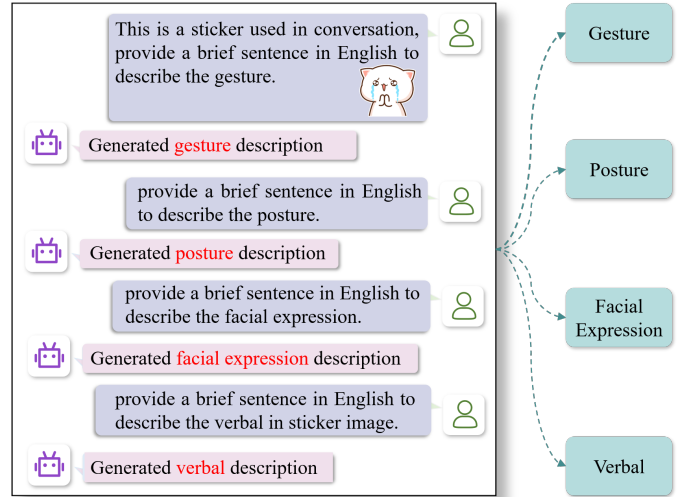 This is a sticker used in conversation,
provide a brief sentence in English to
describe the gesture.
Generated gesture description
provide a brief sentence in English
to describe the posture.
Generated posture description
provide a brief sentence in English to
describe the facial expression.
Generated facial expression description
provide a brief sentence in English to
describe the verbal in sticker image.
Generated verbal description
Gesture
Posture
Facial
Expression
Verbal